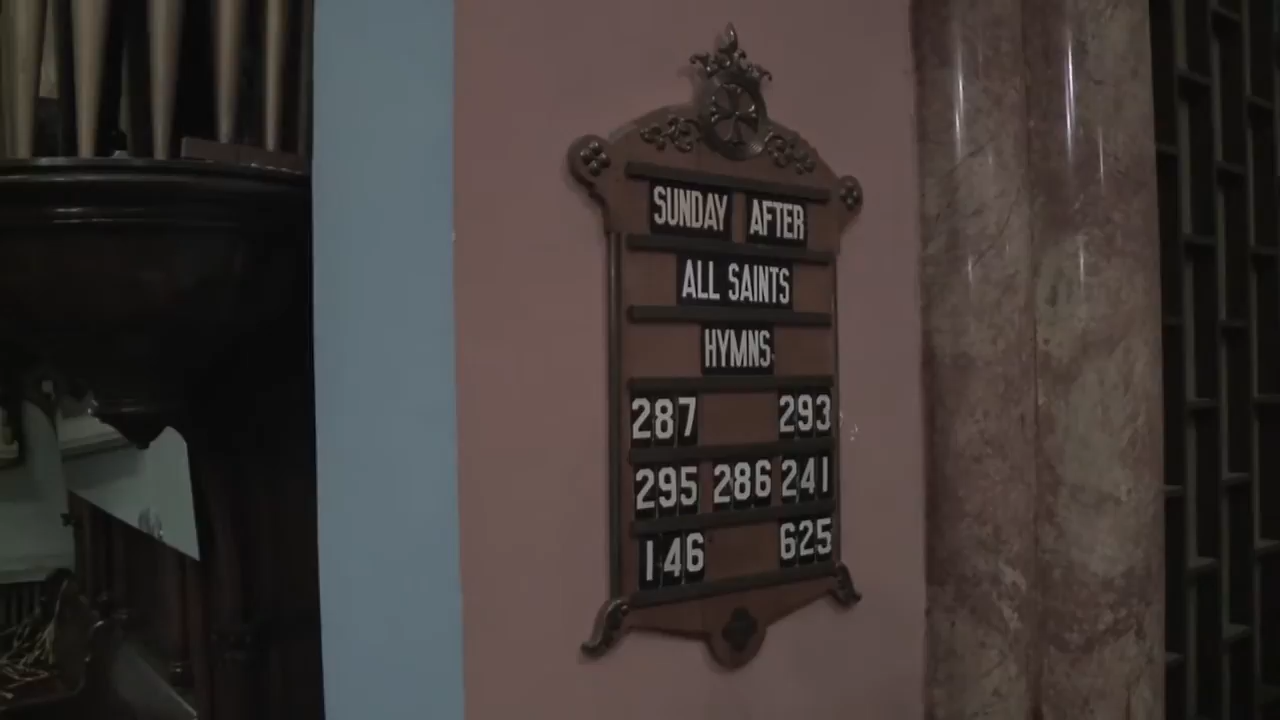 SUNDAY AFTER
ALL SAINTS
HYMNS
287 293
295 286 241
146 625